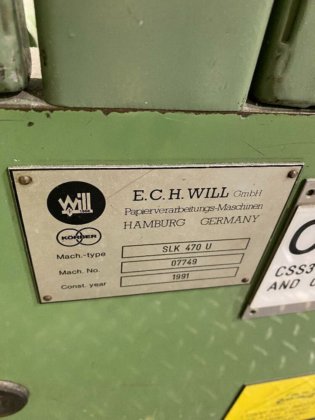 Will
E.C.H. WILL GmbH
Papierverarbeitungs-Maschinen
HAMBURG GERMANY
KÖRBER
Mach.-type SLK 470 U
Mach. No. 07749
Const. year 1991
CSS3
AND